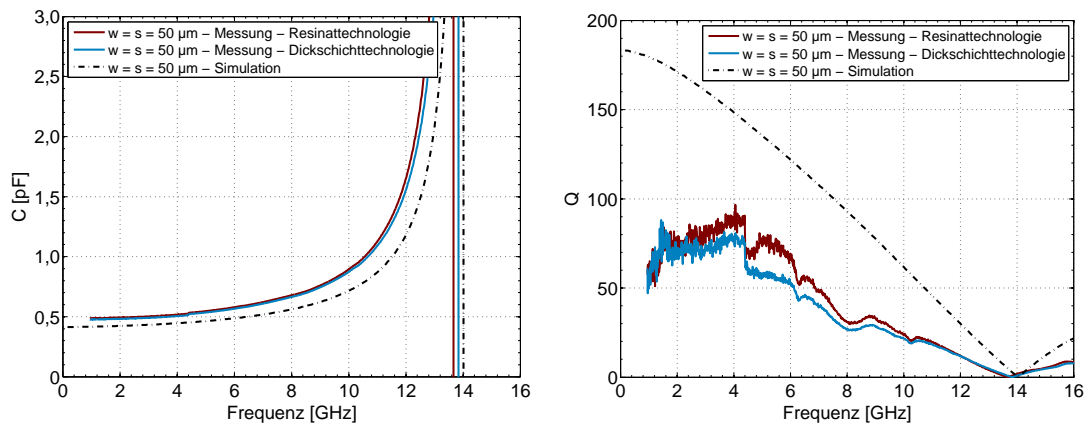 w = s = 50 µm – Messung – Resinattechnologie
w = s = 50 µm – Messung – Dickschichttechnologie
w = s = 50 µm – Simulation
3,0
2,5
2,0
1,5
1,0
0.5
0
C [pF]
0 2 4 6 8 10 12 14 16
Frequenz [GHz]
w = s = 50 µm – Messung – Resinattechnologie
w = s = 50 µm – Messung – Dickschichttechnologie
w = s = 50 µm – Simulation
200
150
100
50
0
Q
0 2 4 6 8 10 12 14 16
Frequenz [GHz]